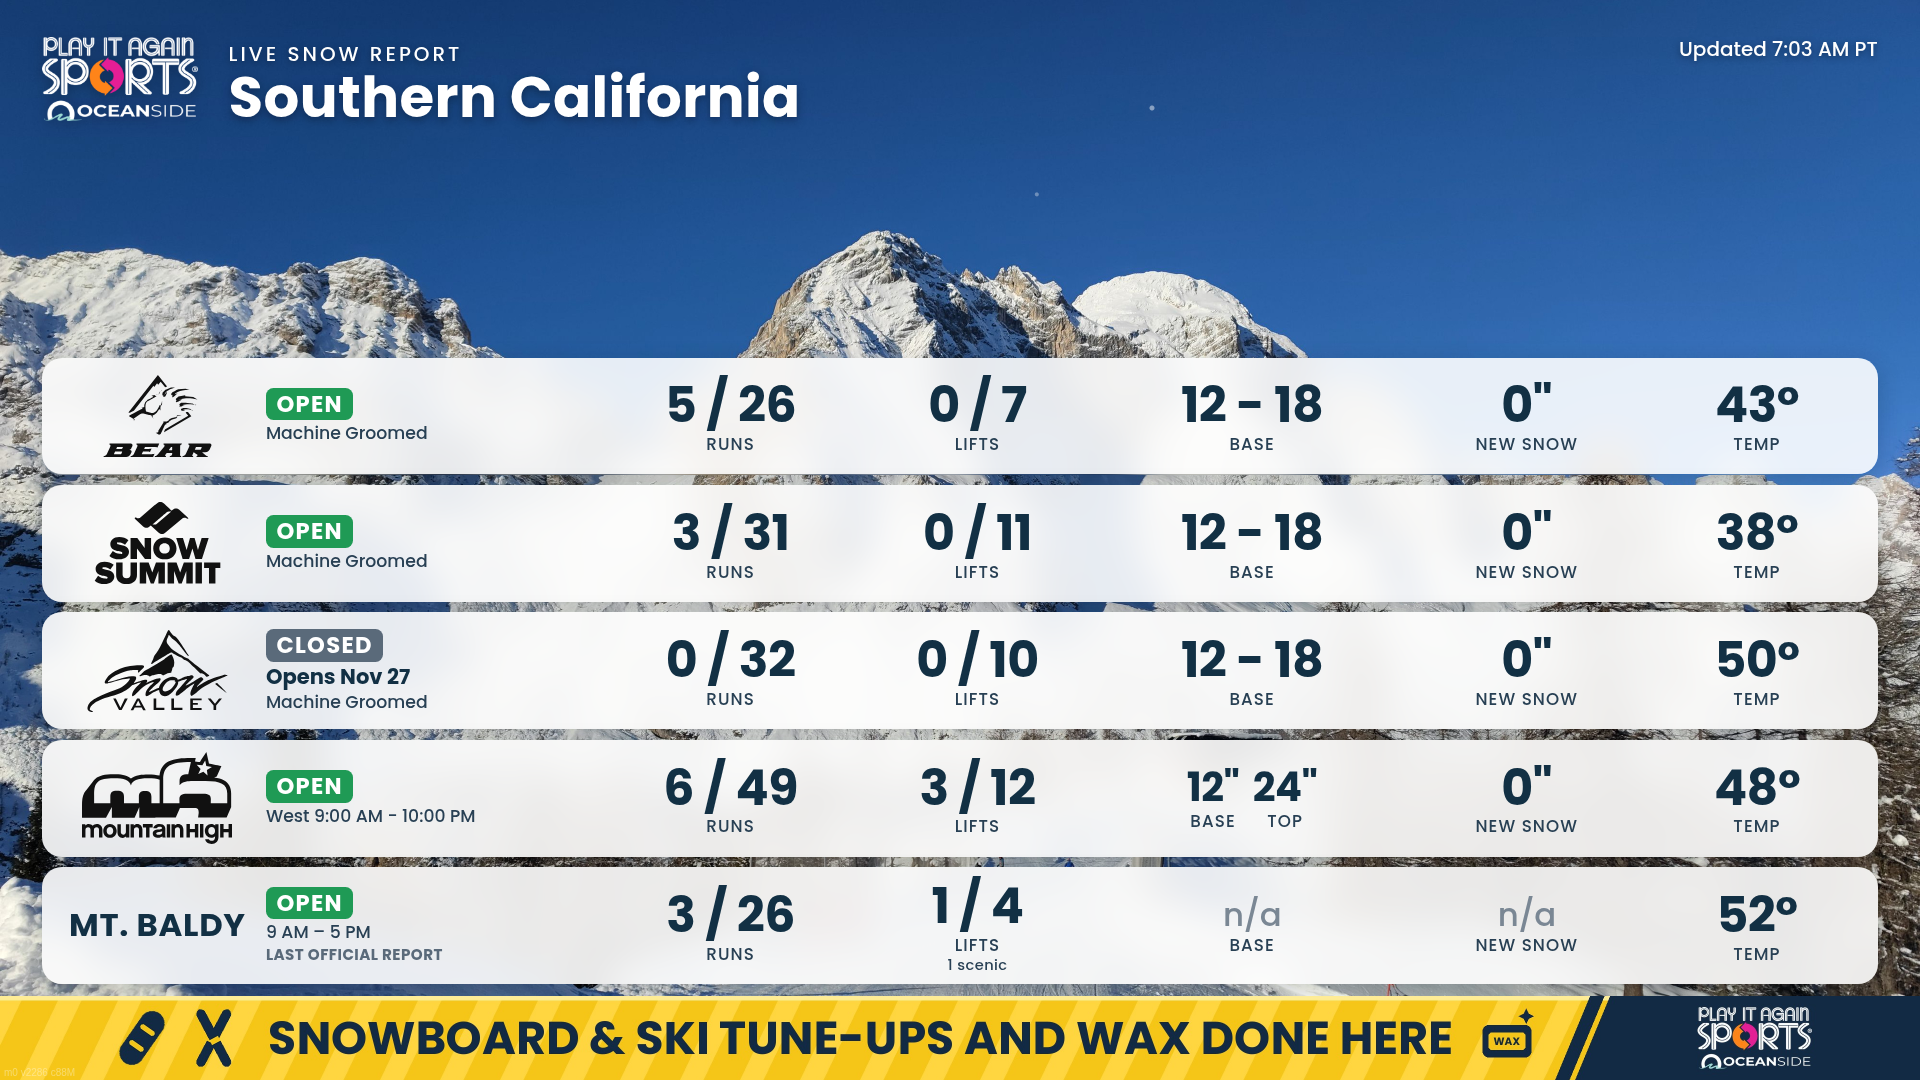 PLAY IT AGAIN
SPORTS
OCEANSIDE
LIVE SNOW REPORT
Southern California
Updated 7:03 AM PT
BEAR
OPEN
Machine Groomed
5 / 26
RUNS
0 / 7
LIFTS
12 - 18
BASE
0"
NEW SNOW
43°
TEMP
SNOW
SUMMIT
OPEN
Machine Groomed
3 / 31
RUNS
0 / 11
LIFTS
12 - 18
BASE
0"
NEW SNOW
38°
TEMP
Snow
VALLEY
CLOSED
Opens Nov 27
Machine Groomed
0 / 32
RUNS
0 / 10
LIFTS
12 - 18
BASE
0"
NEW SNOW
50°
TEMP
mountain HIGH
OPEN
West 9:00 AM - 10:00 PM
6 / 49
RUNS
3 / 12
LIFTS
12" 24"
BASE TOP
0"
NEW SNOW
48°
TEMP
MT. BALDY
OPEN
9 AM – 5 PM
LAST OFFICIAL REPORT
3 / 26
RUNS
1 / 4
LIFTS
1 scenic
n/a
BASE
n/a
NEW SNOW
52°
TEMP
SNOWBOARD & SKI TUNE-UPS AND WAX DONE HERE
WAX
PLAY IT AGAIN
SPORTS
OCEANSIDE